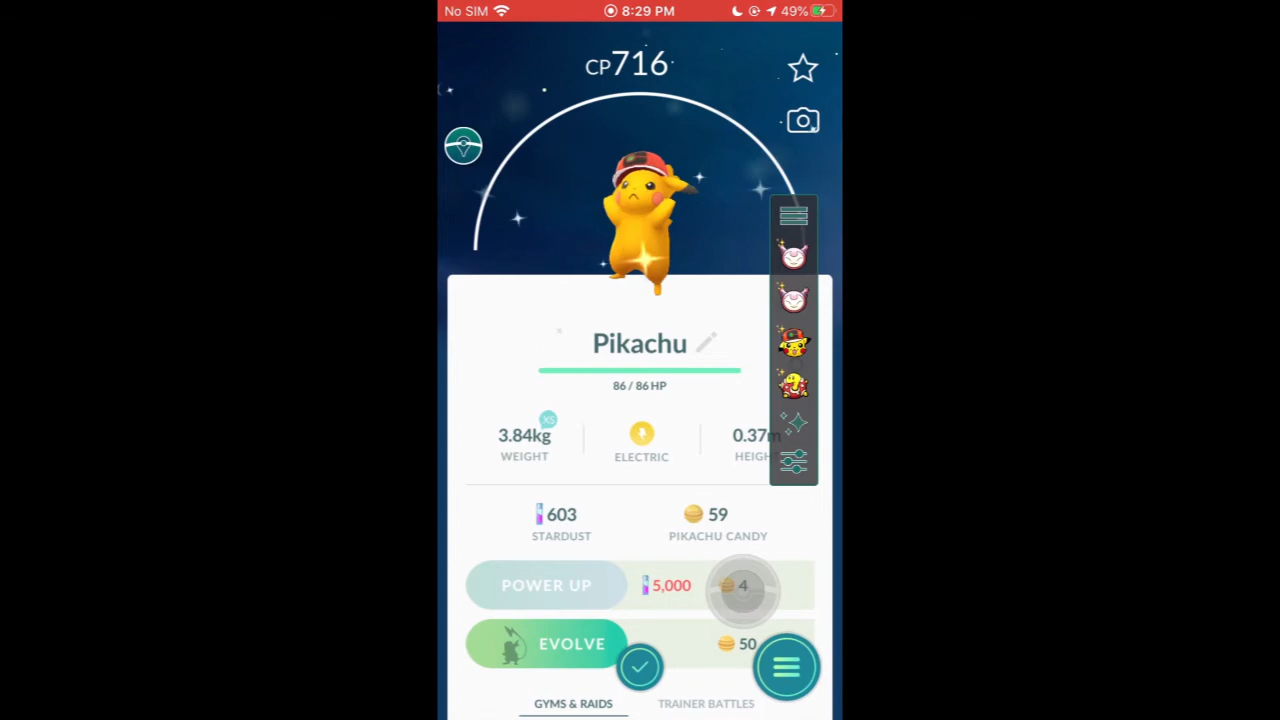 No SIM 8:29 PM 49%
CP716
Pikachu
86 / 86 HP
XS
3.84kg 0.37m
WEIGHT ELECTRIC HEIGH
603 59
STARDUST PIKACHU CANDY
POWER UP 5,000 4
EVOLVE 50
GYMS & RAIDS TRAINER BATTLES